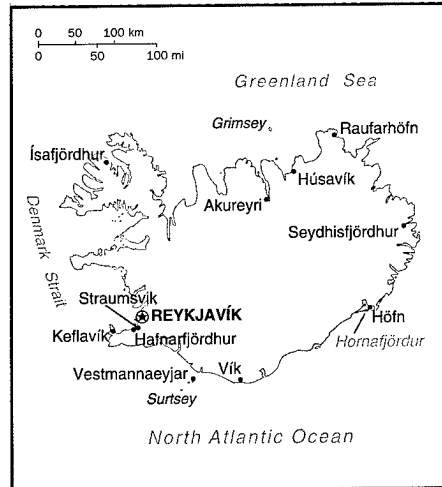 0 50 100 km
0 50 100 mi
Greenland Sea
Grimsey
Raufarhöfn
Ísafjördhur
Húsavík
Akureyri
Denmark Strait
Seydhisfjördhur
Straumsvik
REYKJAVÍK
Höfn
Keflavík
Hafnarfjördhur
Hornafjördur
Vestmannaeyjar
Vík
Surtsey
North Atlantic Ocean